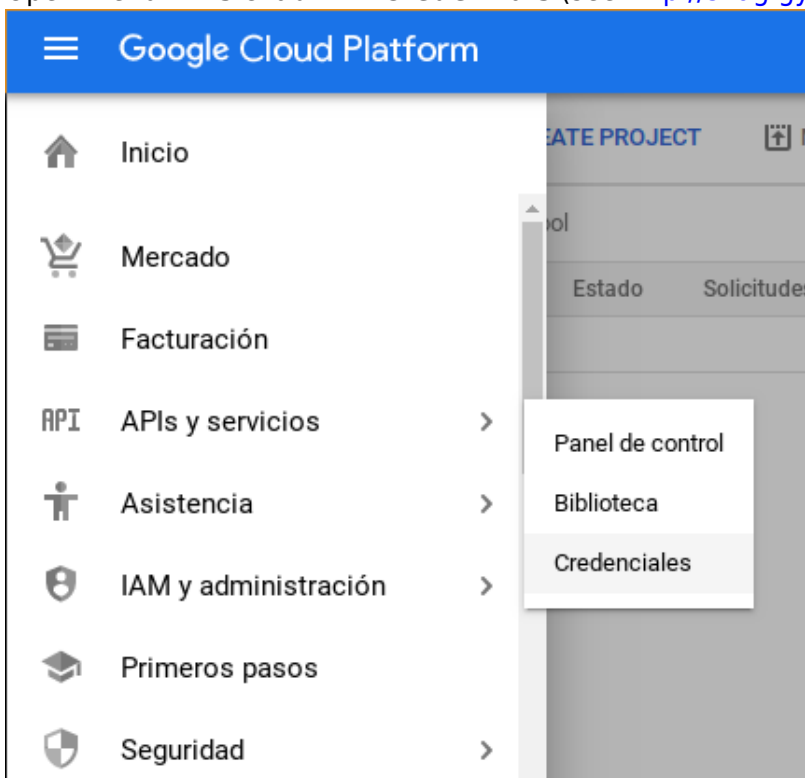 Google Cloud Platform
Inicio
EATE PROJECT
Mercado
Estado
Solicitudes
Facturación
API
APIs y servicios
Panel de control
Asistencia
Biblioteca
IAM y administración
Credenciales
Primeros pasos
Seguridad